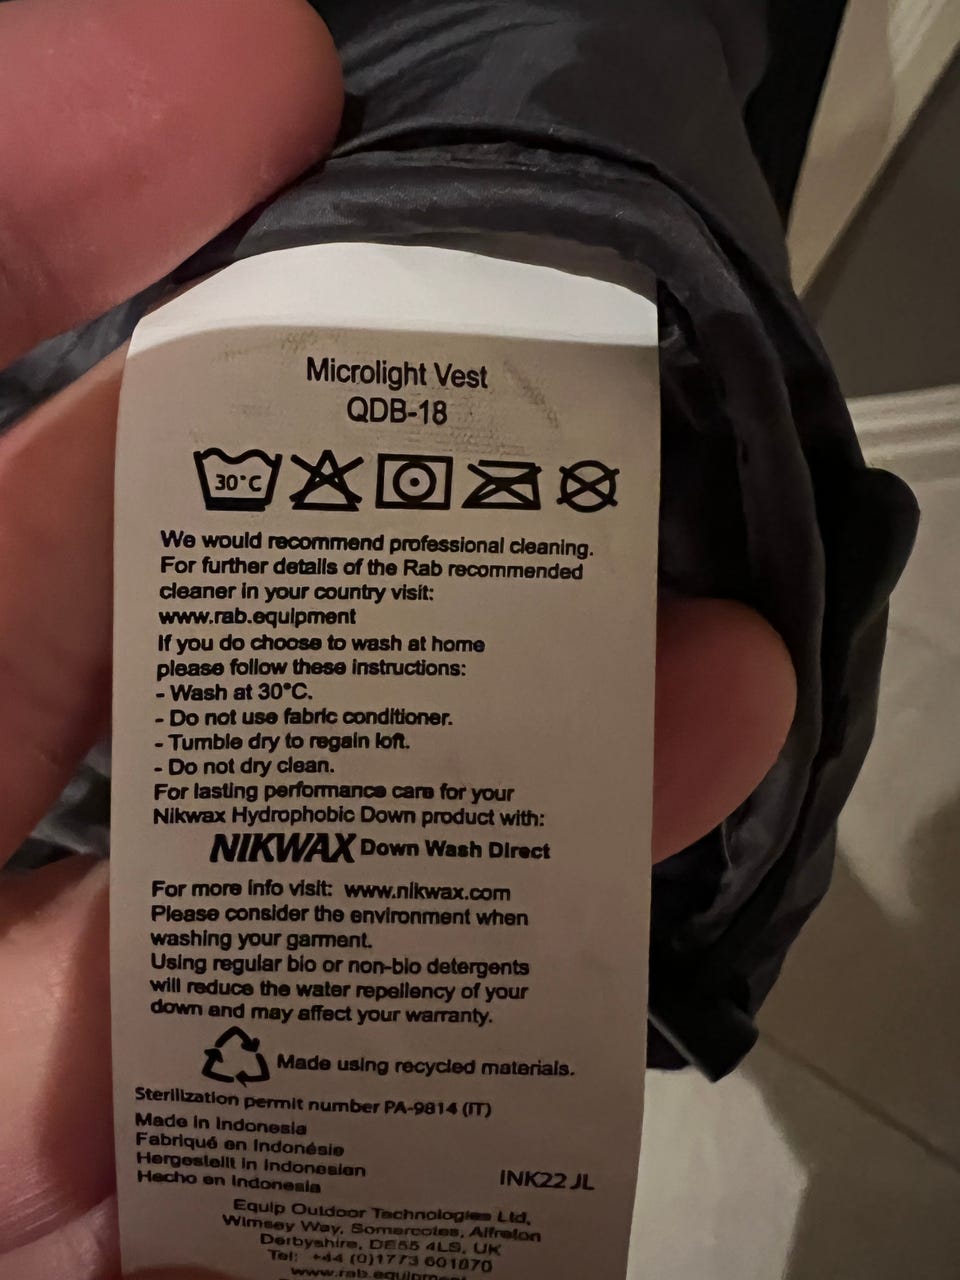 Microlight Vest
QDB-18
30°C
We would recommend professional cleaning.
For further details of the Rab recommended
cleaner in your country visit:
www.rab.equipment
If you do choose to wash at home
please follow these instructions:
- Wash at 30°C.
- Do not use fabric conditioner.
- Tumble dry to regain loft.
- Do not dry clean.
For lasting performance care for your
Nikwax Hydrophobic Down product with:
NIKWAX Down Wash Direct
For more info visit: www.nikwax.com
Please consider the environment when
washing your garment.
Using regular bio or non-bio detergents
will reduce the water repellency of your
down and may affect your warranty.
Made using recycled materials.
Sterilization permit number PA-9814 (IT)
Made in Indonesia
Fabriqué en Indonésie
Hergestellt in Indonesien
Hecho en Indonesia
INK22 JL
Equip Outdoor Technologies Ltd,
Wimsey Way, Somercotes, Alfreton
Derbyshire, DE55 4LS, UK
Tel: +44 (0)1773 601870
www.rab.equipment